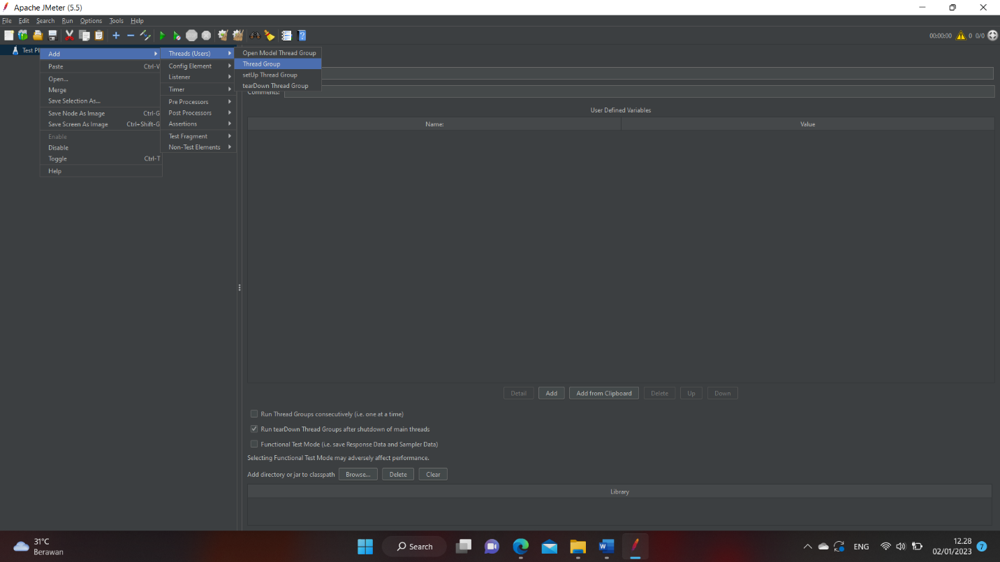 Apache JMeter (5.5)
File Edit Search Run Options Tools Help
00:00:00 0 0/0
Test Pl
Add
Paste Ctrl-V
Open...
Merge
Save Selection As...
Save Node As Image Ctrl-G
Save Screen As Image Ctrl+Shift-G
Enable
Disable
Toggle Ctrl-T
Help
Threads (Users)
Config Element
Listener
Timer
Pre Processors
Post Processors
Assertions
Test Fragment
Non-Test Elements
Open Model Thread Group
Thread Group
setUp Thread Group
tearDown Thread Group
Comments:
User Defined Variables
Name: Value
Detail Add Add from Clipboard Delete Up Down
Run Thread Groups consecutively (i.e. one at a time)
Run tearDown Thread Groups after shutdown of main threads
Functional Test Mode (i.e. save Response Data and Sampler Data)
Selecting Functional Test Mode may adversely affect performance.
Add directory or jar to classpath Browse... Delete Clear
Library
31°C
Berawan
Search
ENG
12.28
02/01/2023
7